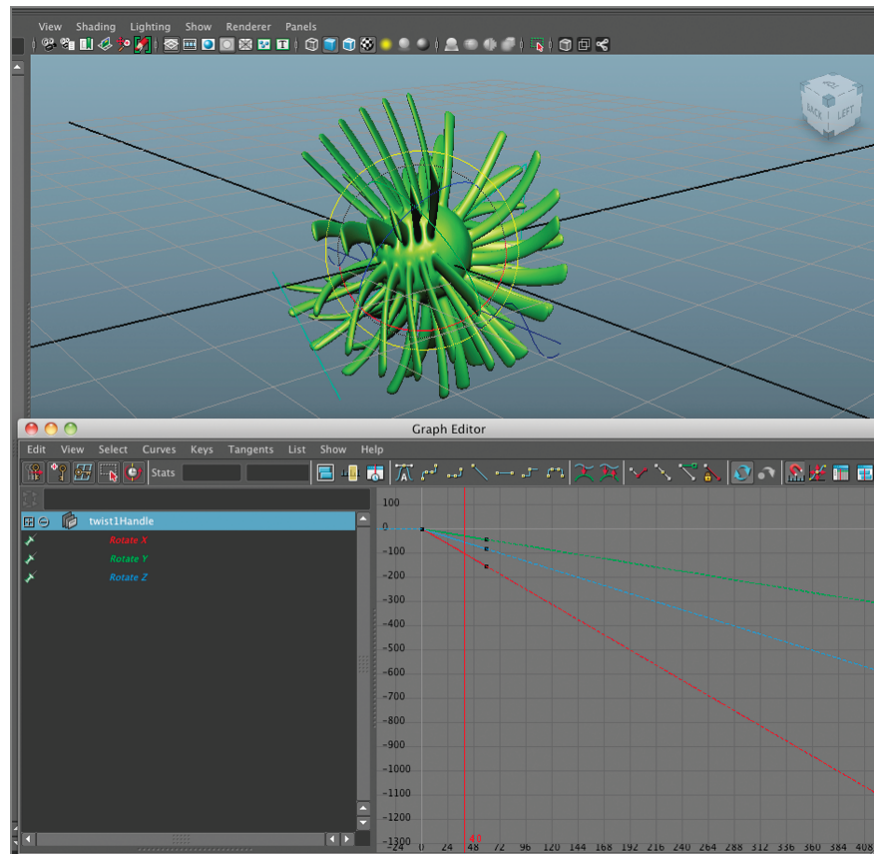 View Shading Lighting Show Renderer Panels
BACK LEFT
Graph Editor
Edit View Select Curves Keys Tangents List Show Help
Stats
twist1Handle
Rotate X
Rotate Y
Rotate Z
100
0
-100
-200
-300
-400
-500
-600
-700
-800
-900
-1000
-1100
-1200
-1300
40
-24 0 24 48 72 96 120 144 168 192 216 240 264 288 312 336 360 384 408